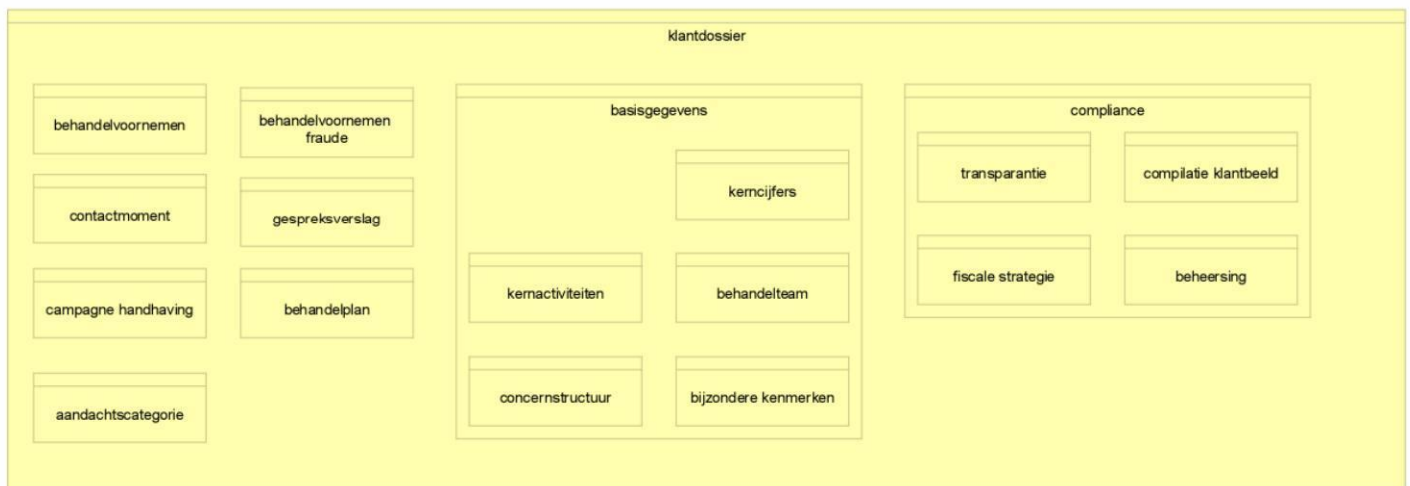 klantdossier
behandelvoornemen
behandelvoornemen
fraude
contactmoment
gespreksverslag
campagne handhaving
behandelplan
aandachtscategorie
basisgegevens
kerncijfers
kernactiviteiten
behandelteam
concernstructuur
bijzondere kenmerken
compliance
transparantie
compilatie klantbeeld
fiscale strategie
beheersing